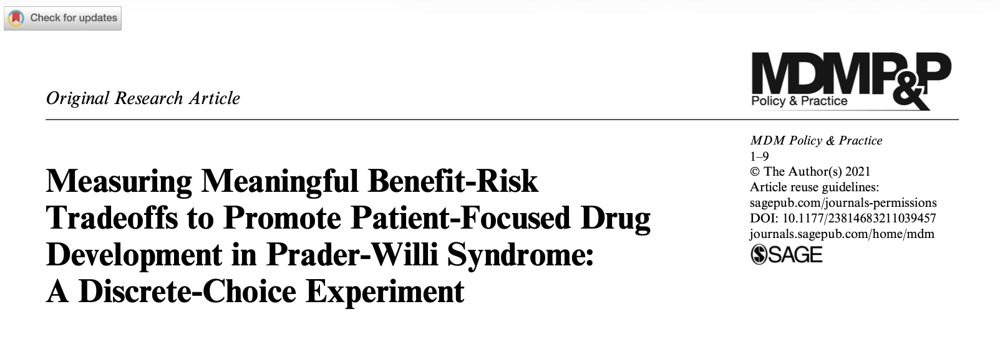 Check for updates
Original Research Article
MDMP&P
Policy & Practice
Measuring Meaningful Benefit-Risk
Tradeoffs to Promote Patient-Focused Drug
Development in Prader-Willi Syndrome:
A Discrete-Choice Experiment
MDM Policy & Practice
1–9
© The Author(s) 2021
Article reuse guidelines:
sagepub.com/journals-permissions
DOI: 10.1177/23814683211039457
journals.sagepub.com/home/mdm
SAGE